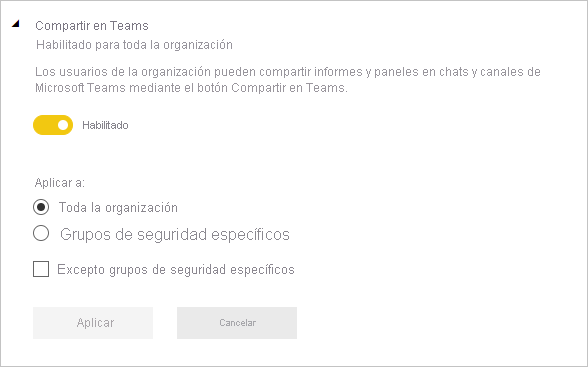 Compartir en Teams
Habilitado para toda la organización
Los usuarios de la organización pueden compartir informes y paneles en chats y canales de
Microsoft Teams mediante el botón Compartir en Teams.
Habilitado
Aplicar a:
Toda la organización
Grupos de seguridad específicos
Excepto grupos de seguridad específicos
Aplicar
Cancelar